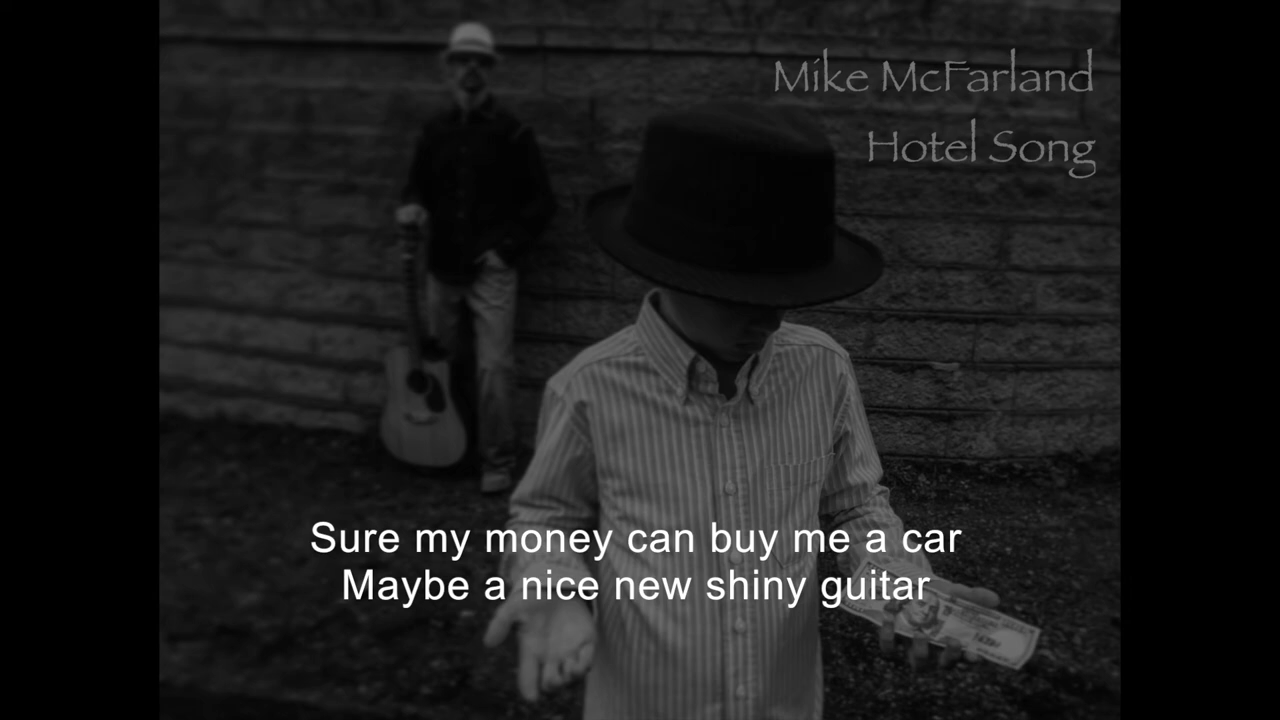 Mike McFarland
Hotel Song
Sure my money can buy me a car
Maybe a nice new shiny guitar